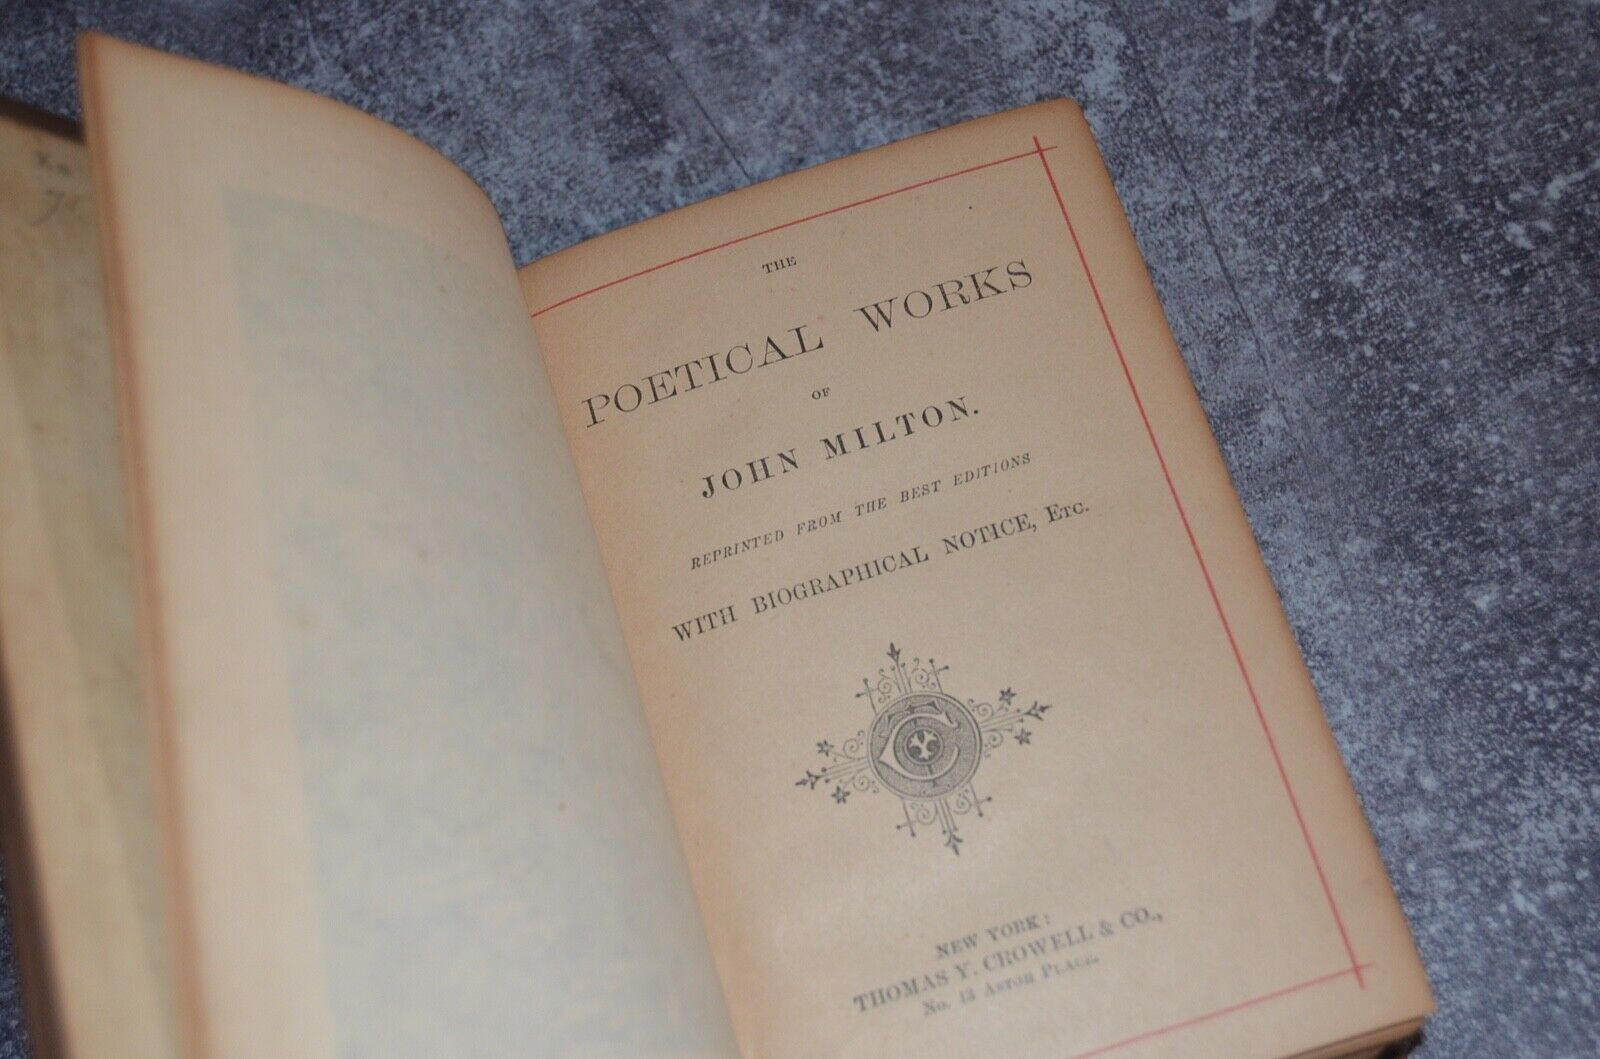 THE
POETICAL WORKS
OF
JOHN MILTON.
REPRINTED FROM THE BEST EDITIONS
WITH BIOGRAPHICAL NOTICE, ETC.
NEW YORK:
THOMAS Y. CROWELL & CO.,
No. 13 ASTOR PLACE.